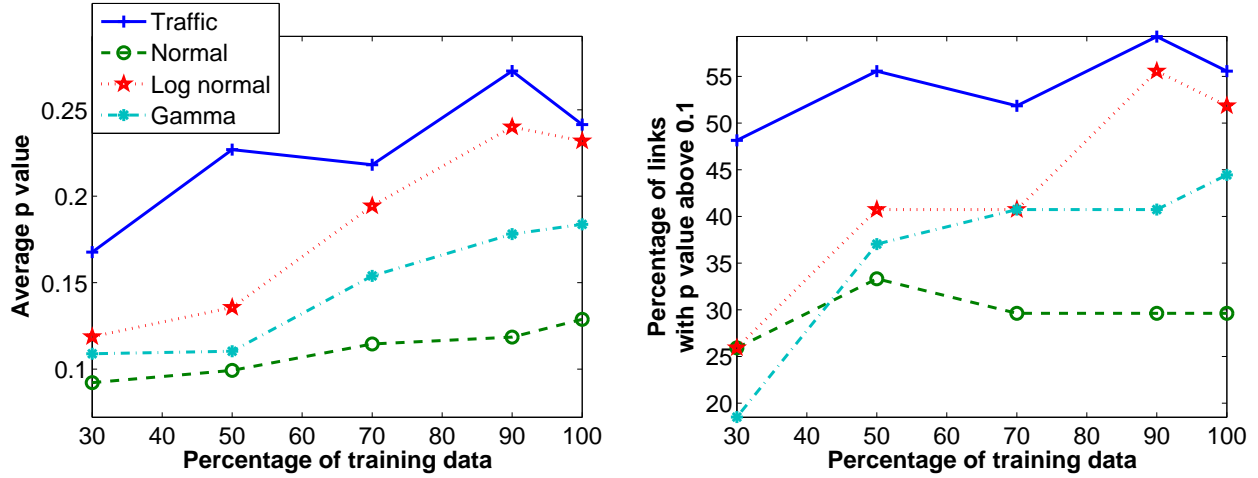 Traffic
Normal
Log normal
Gamma
0.25
0.2
0.15
0.1
Average p value
30 40 50 60 70 80 90 100
Percentage of training data
55
50
45
40
35
30
25
20
Percentage of links
with p value above 0.1
30 40 50 60 70 80 90 100
Percentage of training data